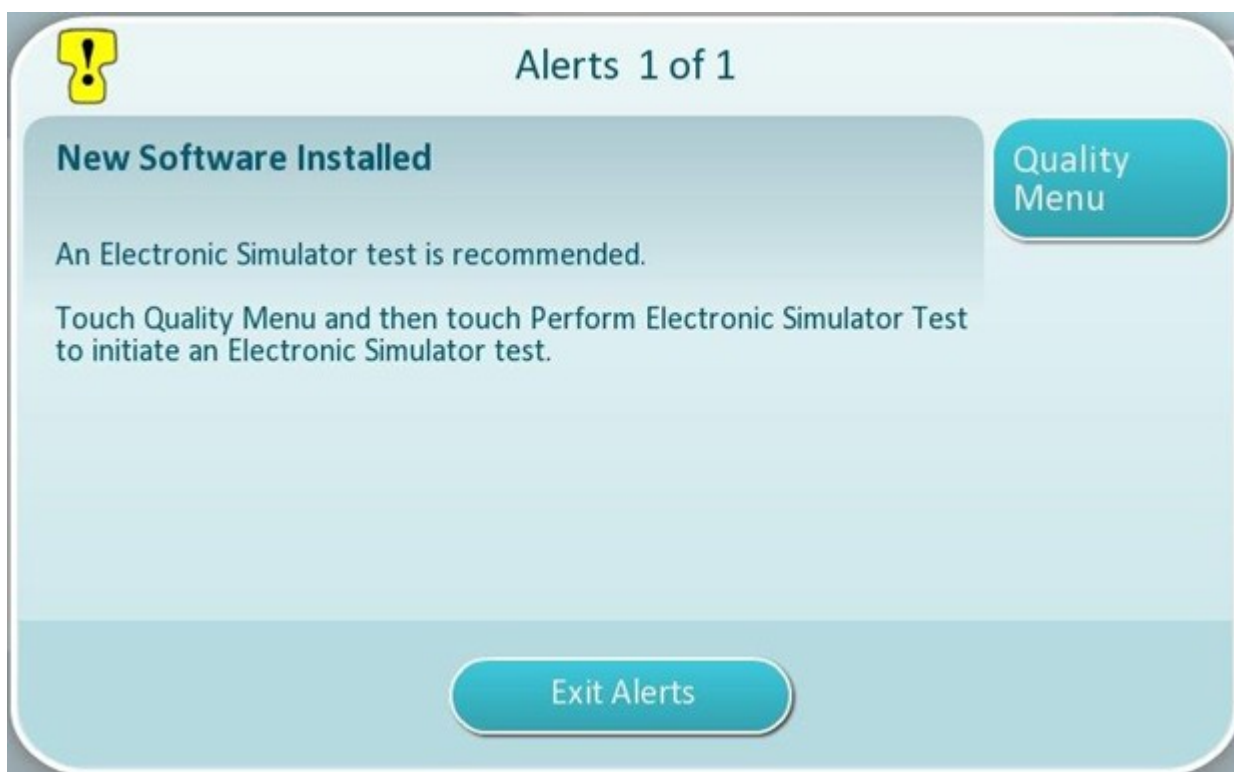 Alerts 1 of 1
New Software Installed
Quality
Menu
An Electronic Simulator test is recommended.
Touch Quality Menu and then touch Perform Electronic Simulator Test
to initiate an Electronic Simulator test.
Exit Alerts